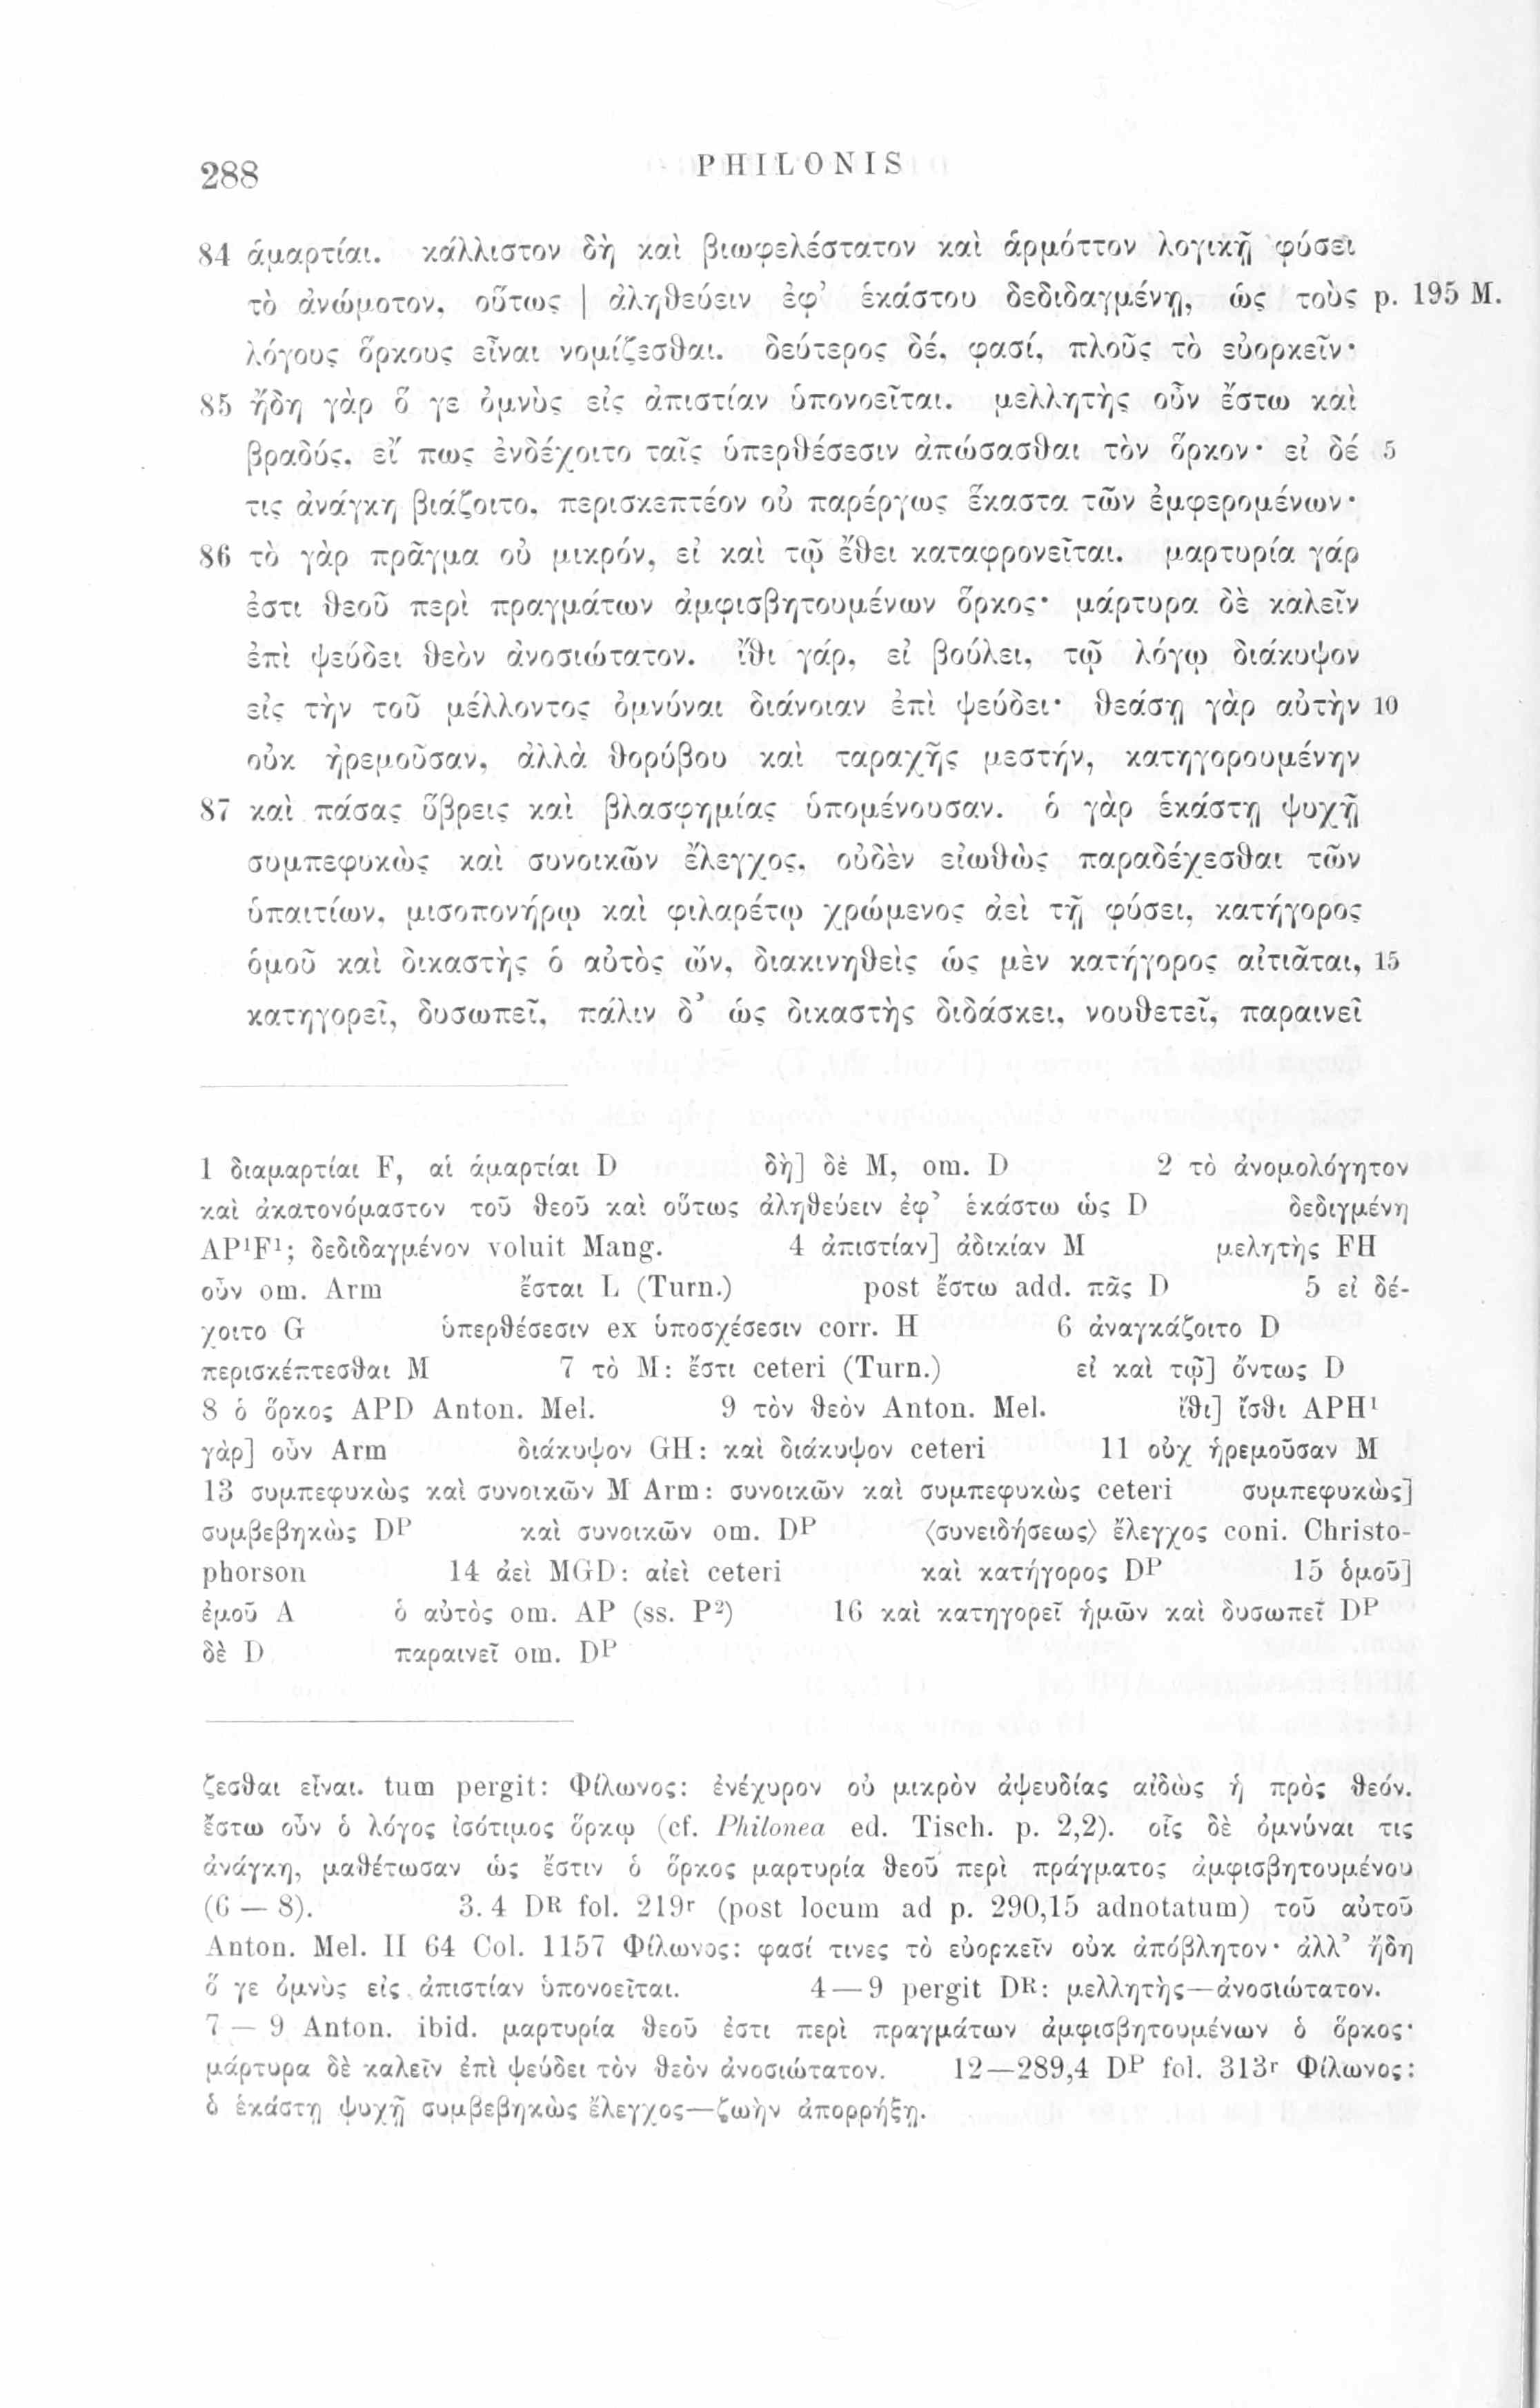 288
PHILONIS
84 ἁμαρτίαι. κάλλιστον δὴ καὶ βιωφελέστατον καὶ ἁρμόττον λογικῇ φύσει
τὸ ἀνώμοτον, οὕτως | ἀληθεύειν ἐφ’ ἑκάστου δεδιδαγμένῃ, ὡς τοὺς p. 195 M.
λόγους ὅρκους εἶναι νομίζεσθαι. δεύτερος δέ, φασί, πλοῦς τὸ εὐορκεῖν·
85 ἤδη γὰρ ὅ γε ὀμνὺς εἰς ἀπιστίαν ὑπονοεῖται. μελλητὴς οὖν ἔστω καὶ
βραδύς, εἴ πως ἐνδέχοιτο ταῖς ὑπερθέσεσιν ἀπώσασθαι τὸν ὅρκον· εἰ δέ 5
τις ἀνάγκη βιάζοιτο, περισκεπτέον οὐ παρέργως ἕκαστα τῶν ἐμφερομένων·
86 τὸ γὰρ πρᾶγμα οὐ μικρόν, εἰ καὶ τῷ ἔθει καταφρονεῖται. μαρτυρία γάρ
ἐστι θεοῦ περὶ πραγμάτων ἀμφισβητουμένων ὅρκος· μάρτυρα δὲ καλεῖν
ἐπὶ ψεύδει θεὸν ἀνοσιώτατον. ἴθι γάρ, εἰ βούλει, τῷ λόγῳ διάκυψον
εἰς τὴν τοῦ μέλλοντος ὀμνύναι διάνοιαν ἐπὶ ψεύδει· θεάσῃ γὰρ αὐτὴν 10
οὐκ ἠρεμοῦσαν, ἀλλὰ θορύβου καὶ ταραχῆς μεστήν, κατηγορουμένην
87 καὶ πάσας ὕβρεις καὶ βλασφημίας ὑπομένουσαν. ὁ γὰρ ἑκάστῃ ψυχῇ
συμπεφυκὼς καὶ συνοικῶν ἔλεγχος, οὐδὲν εἰωθὼς παραδέχεσθαι τῶν
ὑπαιτίων, μισοπονήρῳ καὶ φιλαρέτῳ χρώμενος ἀεὶ τῇ φύσει, κατήγορος
ὁμοῦ καὶ δικαστὴς ὁ αὐτὸς ὤν, διακινηθεὶς ὡς μὲν κατήγορος αἰτιᾶται, 15
κατηγορεῖ, δυσωπεῖ, πάλιν δ’ ὡς δικαστὴς διδάσκει, νουθετεῖ, παραινεῖ
1 διαμαρτίαι F, αἱ ἁμαρτίαι D δὴ] δὲ M, om. D 2 τὸ ἀνομολόγητον
καὶ ἀκατονόμαστον τοῦ θεοῦ καὶ οὕτως ἀληθεύειν ἐφ’ ἑκάστω ὡς D δεδιγμένη
AP¹F¹; δεδιδαγμένον voluit Mang. 4 ἀπιστίαν] ἀδικίαν M μελητὴς FH
οὖν om. Arm ἔσται L (Turn.) post ἔστω add. πᾶς D 5 εἰ δέ-
χοιτο G ὑπερθέσεσιν ex ὑποσχέσεσιν corr. H 6 ἀναγκάζοιτο D
περισκέπτεσθαι M 7 τὸ M: ἔστι ceteri (Turn.) εἰ καὶ τῷ] ὄντως D
8 ὁ ὅρκος APD Anton. Mel. 9 τὸν θεὸν Anton. Mel. ἴθι] ἴσθι APH¹
γὰρ] οὖν Arm διάκυψον GH: καὶ διάκυψον ceteri 11 οὐχ ἠρεμοῦσαν M
13 συμπεφυκὼς καὶ συνοικῶν M Arm: συνοικῶν καὶ συμπεφυκὼς ceteri συμπεφυκὼς]
συμβεβηκὼς Dᴾ καὶ συνοικῶν om. Dᴾ ⟨συνειδήσεως⟩ ἔλεγχος coni. Christo-
phorson 14 ἀεὶ MGD: αἰεὶ ceteri καὶ κατήγορος Dᴾ 15 ὁμοῦ]
ἐμοῦ A ὁ αὐτὸς om. AP (ss. P²) 16 καὶ κατηγορεῖ ἡμῶν καὶ δυσωπεῖ Dᴾ
δὲ D παραινεῖ om. Dᴾ
ζεσθαι εἶναι. tum pergit: Φίλωνος: ἐνέχυρον οὐ μικρὸν ἀψευδίας αἰδὼς ἡ πρὸς θεόν.
ἔστω οὖν ὁ λόγος ἰσότιμος ὅρκῳ (cf. Philonea ed. Tisch. p. 2,2). οἷς δὲ ὀμνύναι τις
ἀνάγκη, μαθέτωσαν ὡς ἔστιν ὁ ὅρκος μαρτυρία θεοῦ περὶ πράγματος ἀμφισβητουμένου
(6 — 8). 3. 4 Dᴿ fol. 219ʳ (post locum ad p. 290,15 adnotatum) τοῦ αὐτοῦ
Anton. Mel. II 64 Col. 1157 Φίλωνος: φασί τινες τὸ εὐορκεῖν οὐκ ἀπόβλητον· ἀλλ’ ἤδη
ὅ γε ὀμνὺς εἰς ἀπιστίαν ὑπονοεῖται. 4 — 9 pergit Dᴿ: μελλητὴς—ἀνοσιώτατον.
7 — 9 Anton. ibid. μαρτυρία θεοῦ ἐστι περὶ πραγμάτων ἀμφισβητουμένων ὁ ὅρκος·
μάρτυρα δὲ καλεῖν ἐπὶ ψεύδει τὸν θεὸν ἀνοσιώτατον. 12—289,4 Dᴾ fol. 313ʳ Φίλωνος:
ὁ ἑκάστῃ ψυχῇ συμβεβηκὼς ἔλεγχος—ζωὴν ἀπορρήξῃ.